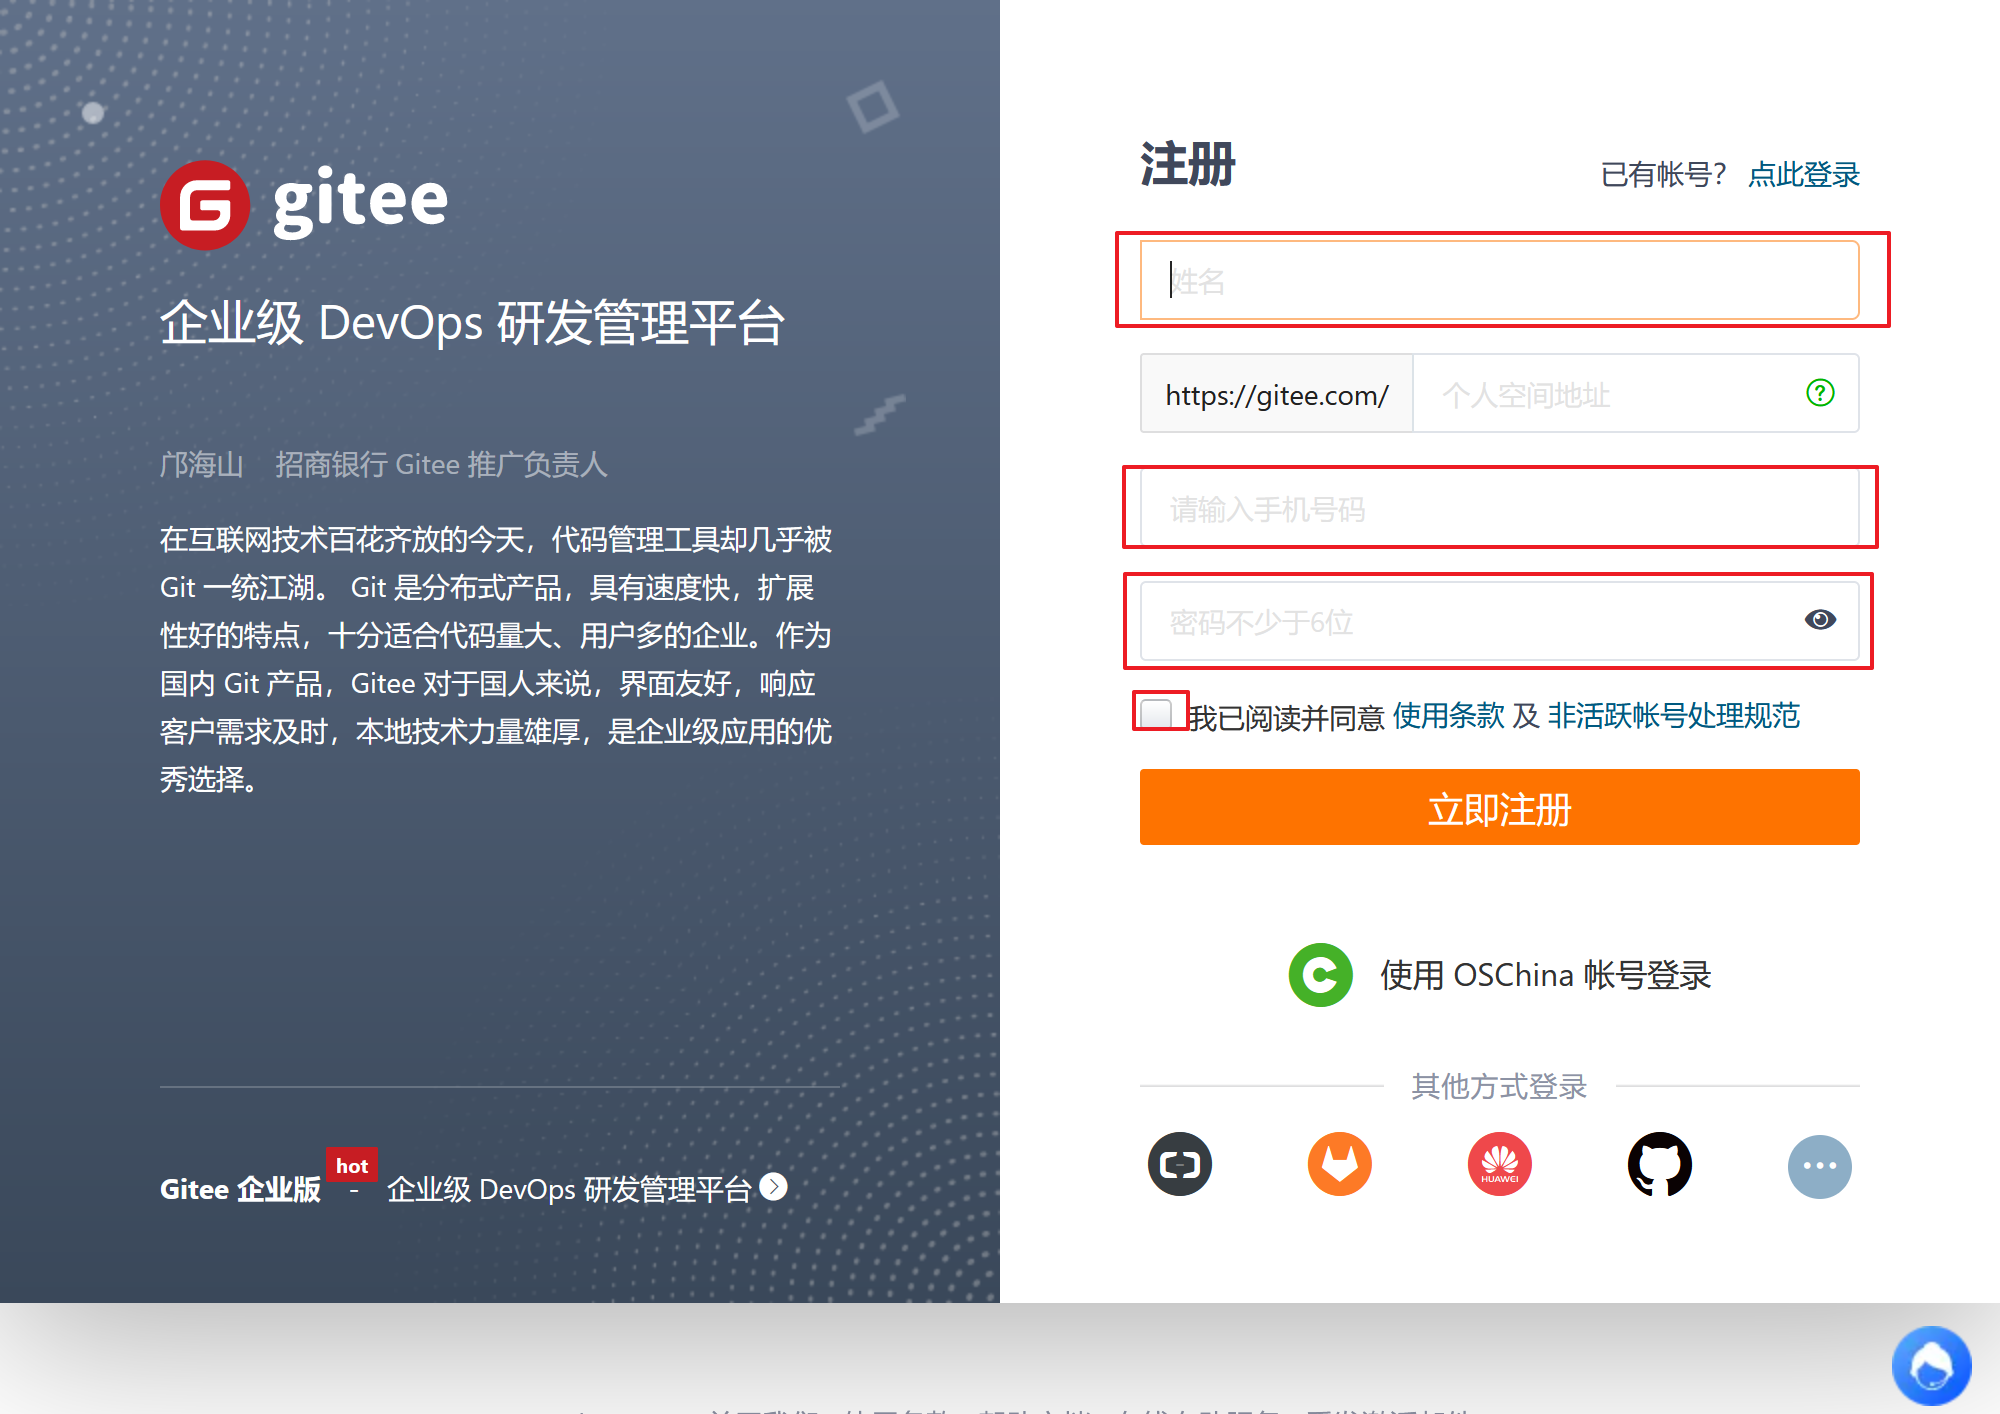 gitee
企业级 DevOps 研发管理平台
邝海山 招商银行 Gitee 推广负责人
在互联网技术百花齐放的今天，代码管理工具却几乎被
Git 一统江湖。 Git 是分布式产品，具有速度快，扩展
性好的特点，十分适合代码量大、用户多的企业。作为
国内 Git 产品，Gitee 对于国人来说，界面友好，响应
客户需求及时，本地技术力量雄厚，是企业级应用的优
秀选择。
Gitee 企业版 hot - 企业级 DevOps 研发管理平台
注册
已有帐号？ 点此登录
姓名
https://gitee.com/ 个人空间地址
请输入手机号码
密码不少于6位
我已阅读并同意 使用条款 及 非活跃帐号处理规范
立即注册
使用 OSChina 帐号登录
其他方式登录
HUAWEI